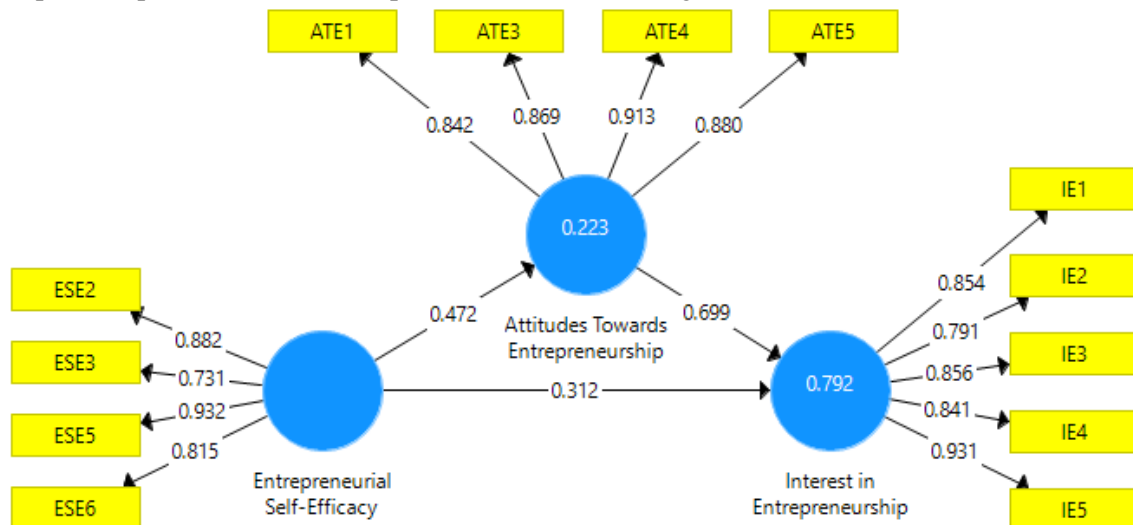 ATE1
ATE3
ATE4
ATE5
0.842
0.869
0.913
0.880
0.223
0.472
0.699
Attitudes Towards
Entrepreneurship
ESE2
ESE3
ESE5
ESE6
0.882
0.731
0.932
0.815
0.312
Entrepreneurial
Self-Efficacy
0.792
Interest in
Entrepreneurship
0.854
0.791
0.856
0.841
0.931
IE1
IE2
IE3
IE4
IE5